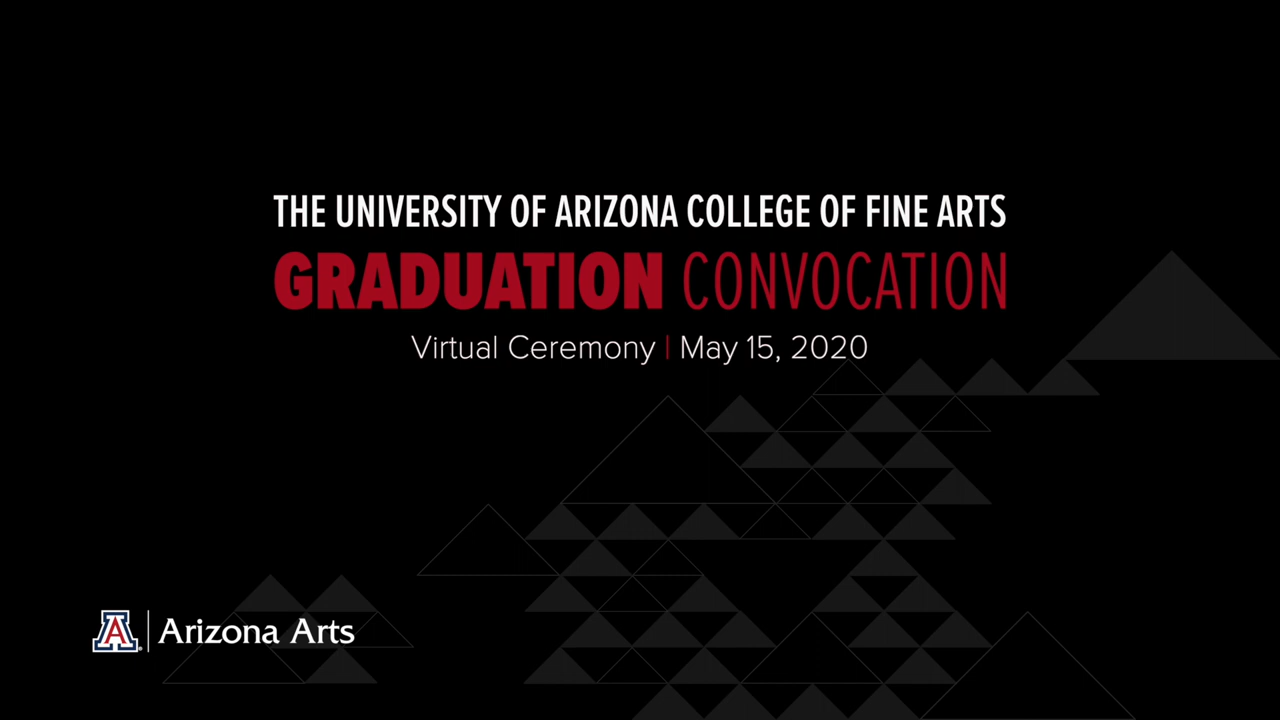 THE UNIVERSITY OF ARIZONA COLLEGE OF FINE ARTS
GRADUATION CONVOCATION
Virtual Ceremony | May 15, 2020
A | Arizona Arts